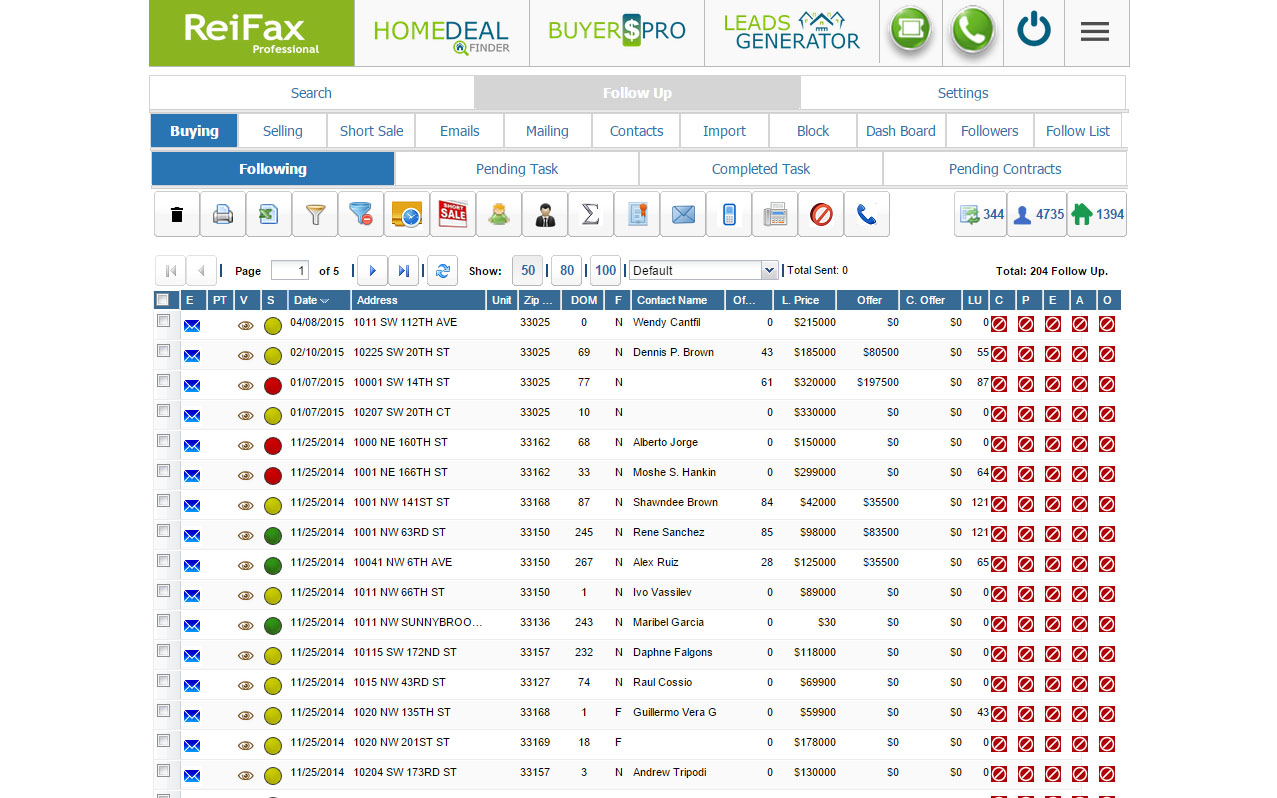 ReiFax Professional
HOMEDEAL FINDER
BUYER$PRO
LEADS GENERATOR
Search Follow Up Settings
Buying Selling Short Sale Emails Mailing Contacts Import Block Dash Board Followers Follow List
Following Pending Task Completed Task Pending Contracts
SHORT SALE Σ 344 4735 1394
Page 1 of 5 Show: 50 80 100 Default Total Sent: 0 Total: 204 Follow Up.
E PT V S Date Address Unit Zip ... DOM F Contact Name Of... L. Price Offer C. Offer LU C P E A O
04/08/2015 1011 SW 112TH AVE 33025 0 N Wendy Cantfil 0 $215000 $0 $0 0
02/10/2015 10225 SW 20TH ST 33025 69 N Dennis P. Brown 43 $185000 $80500 $0 55
01/07/2015 10001 SW 14TH ST 33025 77 N 61 $320000 $197500 $0 87
01/07/2015 10207 SW 20TH CT 33025 10 N 0 $330000 $0 $0 0
11/25/2014 1000 NE 160TH ST 33162 68 N Alberto Jorge 0 $150000 $0 $0 0
11/25/2014 1001 NE 166TH ST 33162 33 N Moshe S. Hankin 0 $299000 $0 $0 64
11/25/2014 1001 NW 141ST ST 33168 87 N Shawndee Brown 84 $42000 $35500 $0 121
11/25/2014 1001 NW 63RD ST 33150 245 N Rene Sanchez 85 $98000 $83500 $0 121
11/25/2014 10041 NW 6TH AVE 33150 267 N Alex Ruiz 28 $125000 $35500 $0 65
11/25/2014 1011 NW 66TH ST 33150 1 N Ivo Vassilev 0 $89000 $0 $0 0
11/25/2014 1011 NW SUNNYBROO... 33136 243 N Maribel Garcia 0 $30 $0 $0 0
11/25/2014 10115 SW 172ND ST 33157 232 N Daphne Falgons 0 $118000 $0 $0 0
11/25/2014 1015 NW 43RD ST 33127 74 N Raul Cossio 0 $69900 $0 $0 0
11/25/2014 1020 NW 135TH ST 33168 1 F Guillermo Vera G 0 $59900 $0 $0 43
11/25/2014 1020 NW 201ST ST 33169 18 F 0 $178000 $0 $0 0
11/25/2014 10204 SW 173RD ST 33157 3 N Andrew Tripodi 0 $130000 $0 $0 0